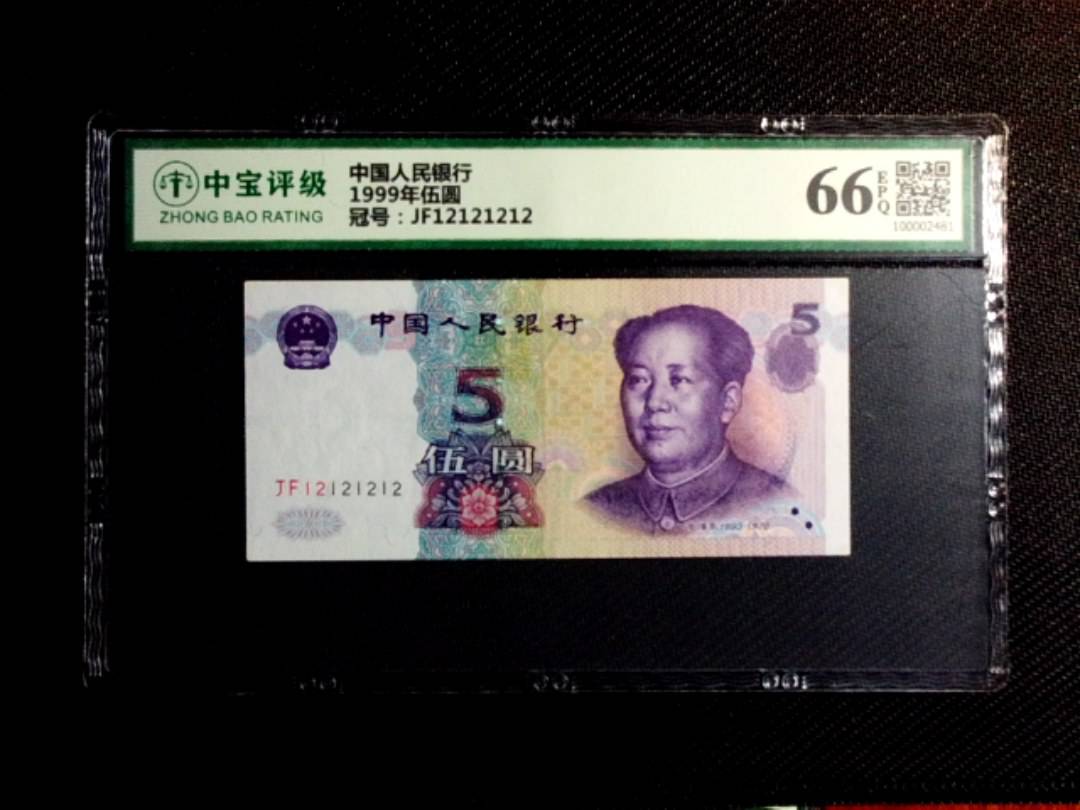 中宝评级
ZHONG BAO RATING
中国人民银行
1999年伍圆
冠号：JF12121212
66
EPQ
100002461
中国人民银行
5
5
伍圆
JF12121212